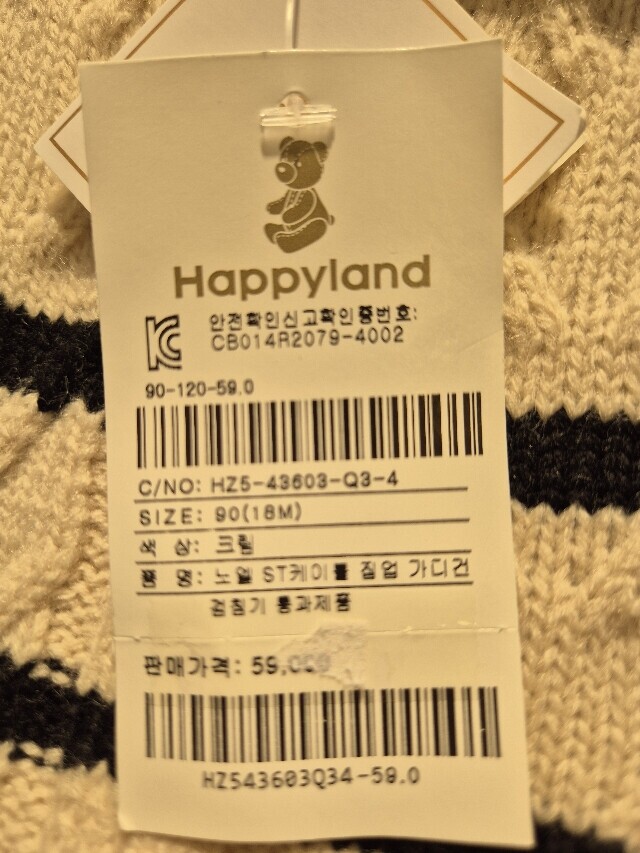 Happyland
안전확인신고확인증번호:
CB014R2079-4002
90-120-59.0
C/NO: HZ5-43603-Q3-4
SIZE: 90(18M)
색 상: 크림
품 명: 노엘 ST케이블 짚업 가디건
검침기 통과제품
판매가격: 59,000
HZ543603Q34-59.0